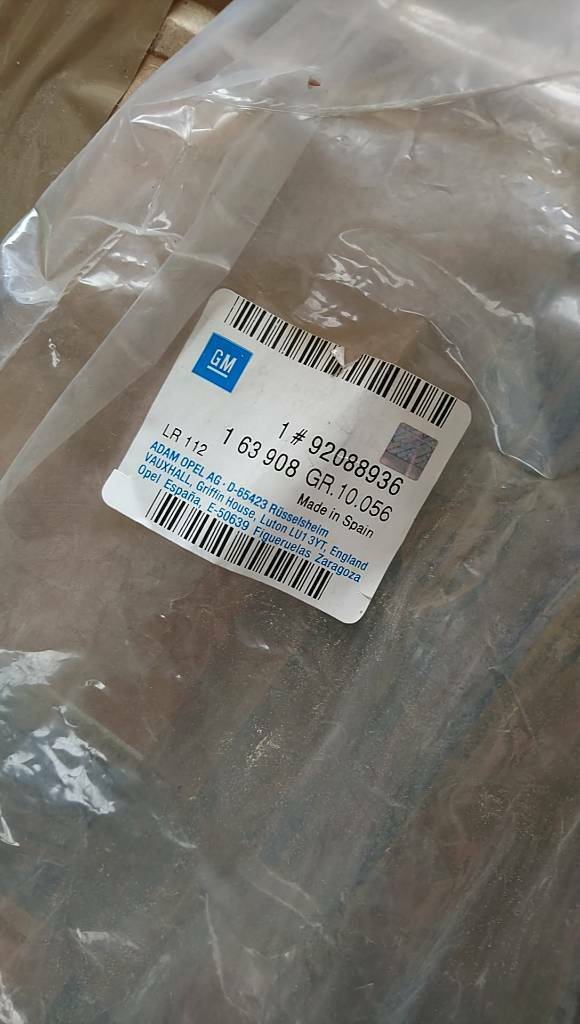 GM
1 # 92088936
LR 112 1 63 908 GR.10.056
Made in Spain
ADAM OPEL AG · D-65423 Rüsselsheim
VAUXHALL, Griffin House, Luton LU1 3YT, England
Opel España, E-50639 Figueruelas Zaragoza